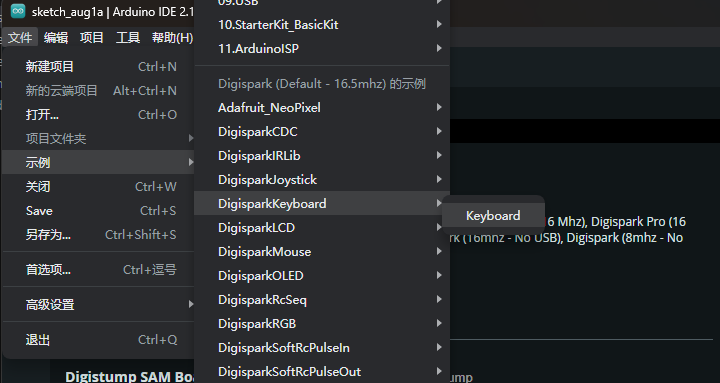 sketch_aug1a | Arduino IDE 2.1
文件 编辑 项目 工具 帮助(H)
新建项目 Ctrl+N
新的云端项目 Alt+Ctrl+N
打开... Ctrl+O
项目文件夹
示例
关闭 Ctrl+W
Save Ctrl+S
另存为... Ctrl+Shift+S
首选项... Ctrl+逗号
高级设置
退出 Ctrl+Q
09.USB
10.StarterKit_BasicKit
11.ArduinoISP
Digispark (Default - 16.5mhz) 的示例
Adafruit_NeoPixel
DigisparkCDC
DigisparkIRLib
DigisparkJoystick
DigisparkKeyboard
DigisparkLCD
DigisparkMouse
DigisparkOLED
DigisparkRcSeq
DigisparkRGB
DigisparkSoftRcPulseIn
DigisparkSoftRcPulseOut
Keyboard
6 Mhz), Digispark Pro (16
rk (16mhz - No USB), Digispark (8mhz - No
Digistump SAM Boa
ump